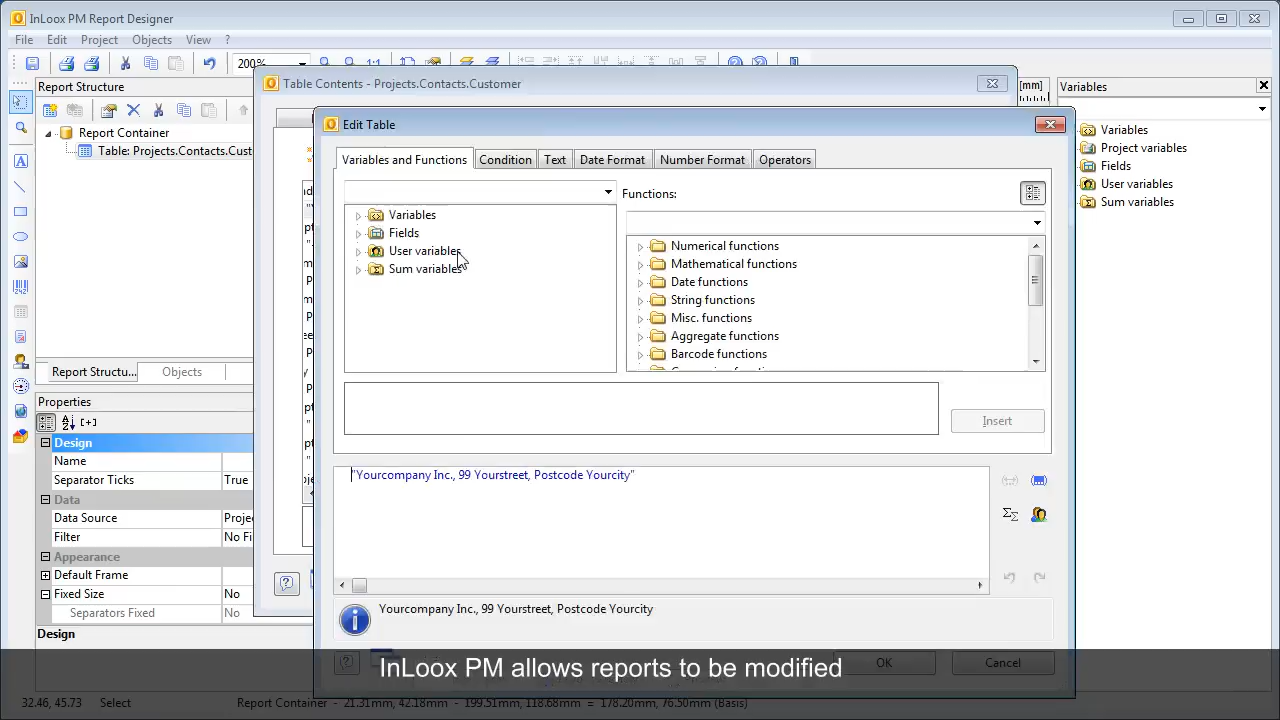 InLoox PM Report Designer
File Edit Project Objects View ?
200%
Report Structure
Report Container
Table: Projects.Contacts.Custo
Report Structu...
Objects
Properties
Design
Name
Separator Ticks True
Data
Data Source Projec
Filter No Fi
Appearance
Default Frame
Fixed Size No
Separators Fixed No
Design
Table Contents - Projects.Contacts.Customer
Edit Table
Variables and Functions Condition Text Date Format Number Format Operators
Variables
Fields
User variables
Sum variables
Functions:
Numerical functions
Mathematical functions
Date functions
String functions
Misc. functions
Aggregate functions
Barcode functions
Insert
"Yourcompany Inc., 99 Yourstreet, Postcode Yourcity"
Yourcompany Inc., 99 Yourstreet, Postcode Yourcity
OK Cancel
[mm]
Variables
Variables
Project variables
Fields
User variables
Sum variables
InLoox PM allows reports to be modified
32.46, 45.73 Select Report Container - 21.31mm, 42.18mm - 199.51mm, 118.68mm = 178.20mm, 76.50mm (Basis)